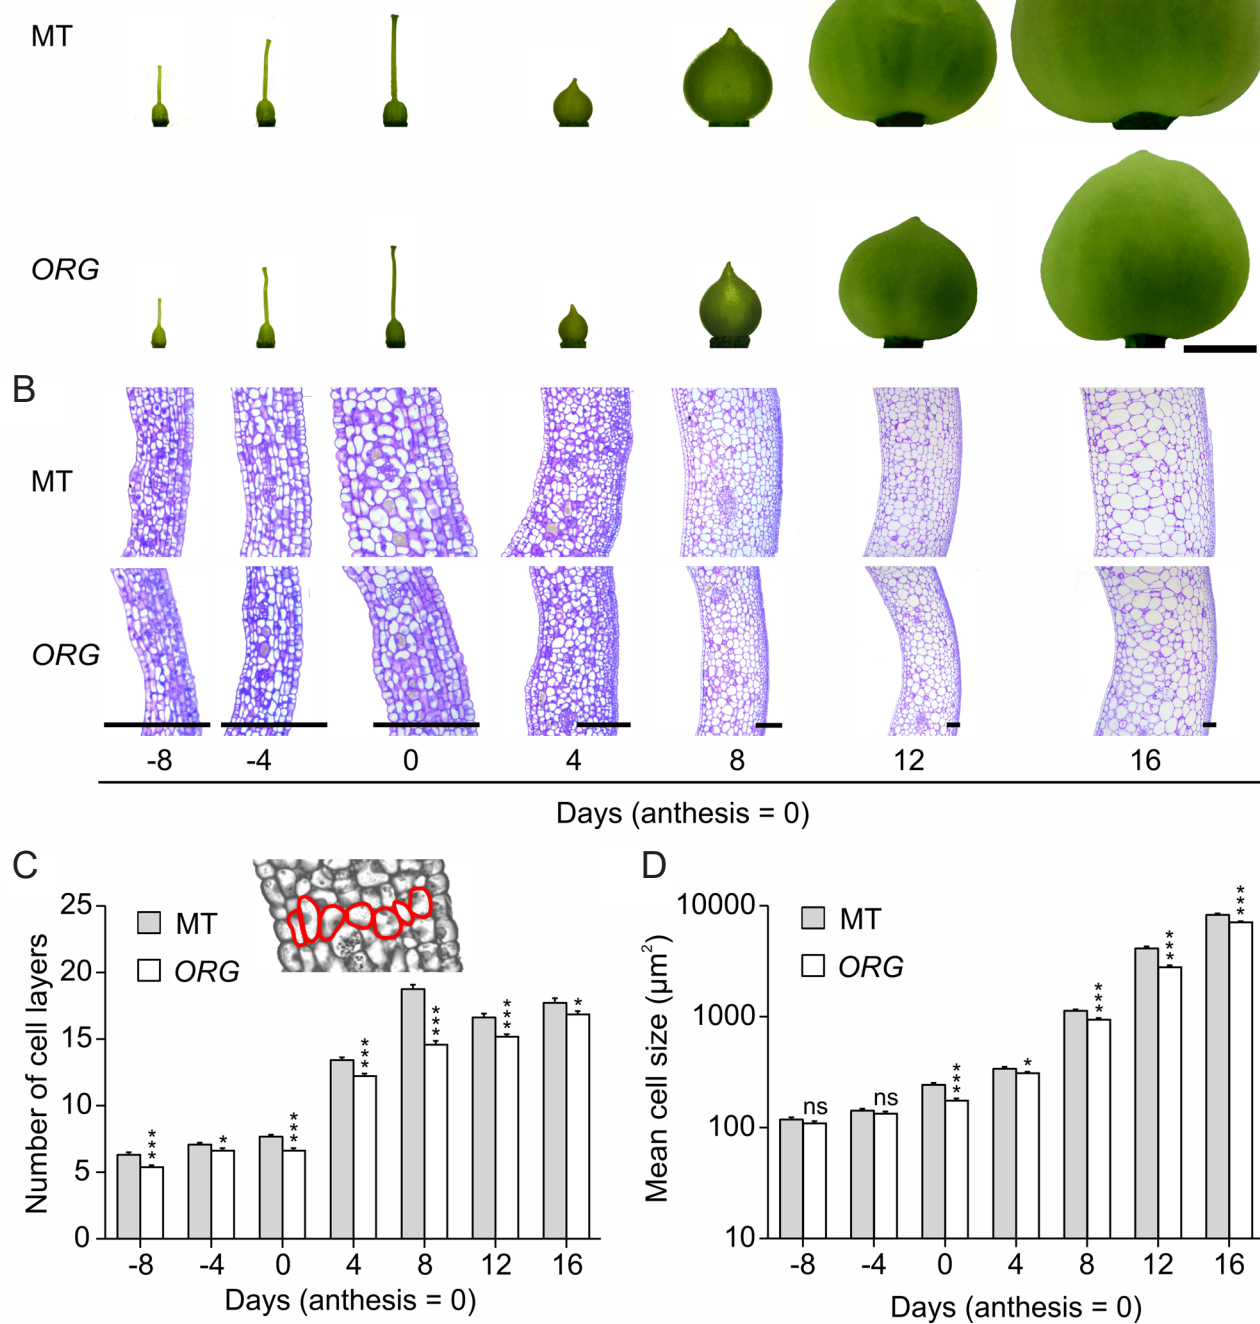 MT
ORG
B
MT
ORG
-8 -4 0 4 8 12 16
Days (anthesis = 0)
C
25
20
15
10
5
0
Number of cell layers
MT
ORG
*** * *** *** *** *** *
-8 -4 0 4 8 12 16
Days (anthesis = 0)
D
10000
1000
100
10
Mean cell size (µm²)
MT
ORG
ns ns *** * *** *** ***
-8 -4 0 4 8 12 16
Days (anthesis = 0)